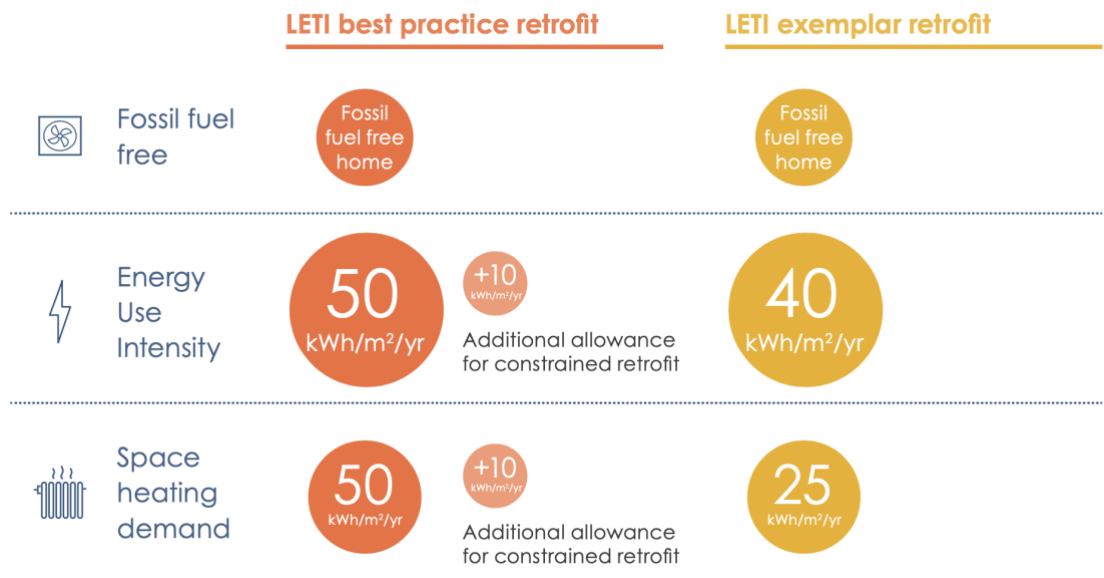 LETI best practice retrofit
LETI exemplar retrofit
Fossil fuel
free
Fossil
fuel free
home
Fossil
fuel free
home
Energy
Use
Intensity
50
kWh/m²/yr
+10
kWh/m²/yr
Additional allowance
for constrained retrofit
40
kWh/m²/yr
Space
heating
demand
50
kWh/m²/yr
+10
kWh/m²/yr
Additional allowance
for constrained retrofit
25
kWh/m²/yr